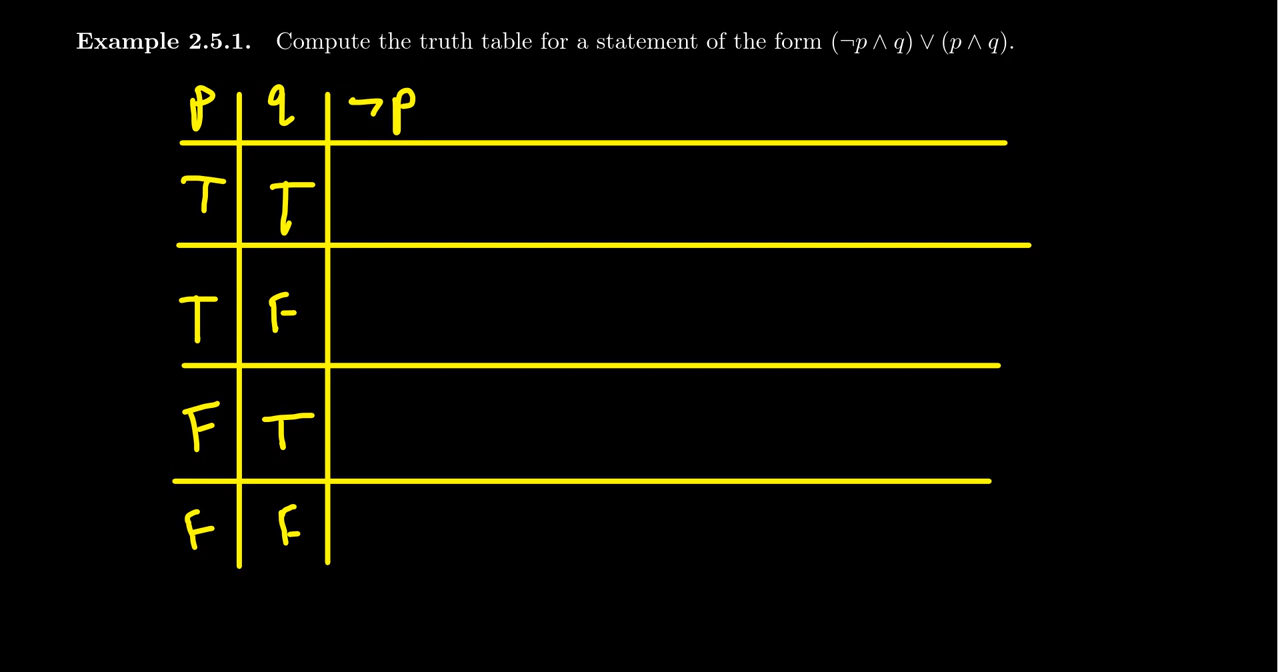 Example 2.5.1. Compute the truth table for a statement of the form (¬p ∧ q) ∨ (p ∧ q).
p q ¬p
T T
T F
F T
F F